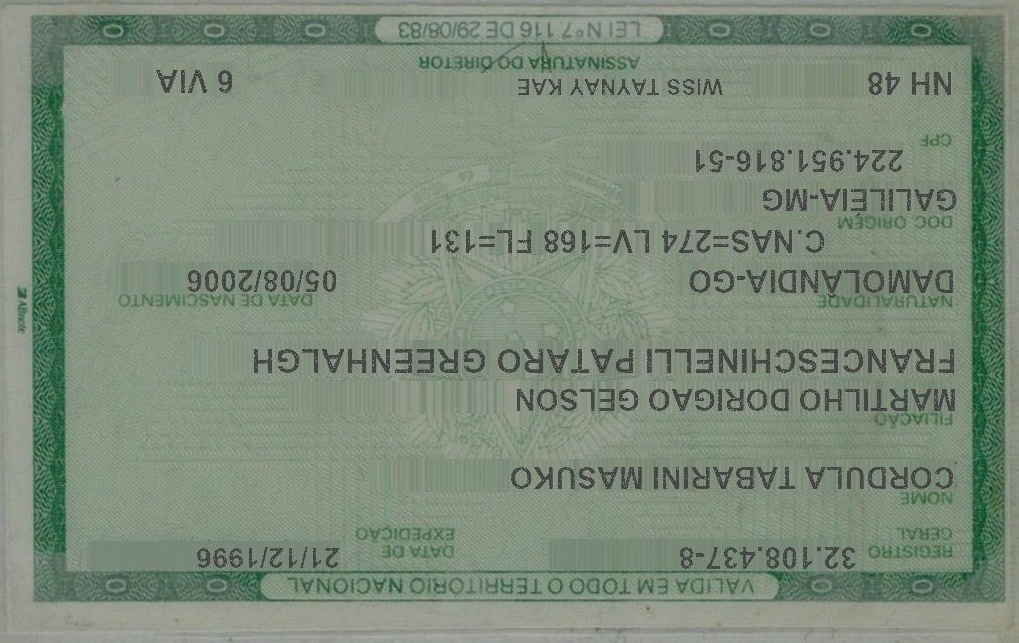 VALIDA EM TODO O TERRITÓRIO NACIONAL
REGISTRO GERAL 32.108.437-8 DATA DE EXPEDIÇÃO 21/12/1996
NOME
CORDULA TABARINI MASUKO
FILIAÇÃO
MARTILHO DORIGAO GELSON
FRANCESCHINELLI PATARO GREENHALGH
NATURALIDADE DATA DE NASCIMENTO
DAMOLANDIA-GO 05/08/2006
DOC. ORIGEM C.NAS=274 LV=168 FL=131
GALILEIA-MG
CPF 224.951.816-51
NH 48 WISS TAYNAY KAE 6 VIA
ASSINATURA DO DIRETOR
LEI Nº 7.116 DE 29/08/83